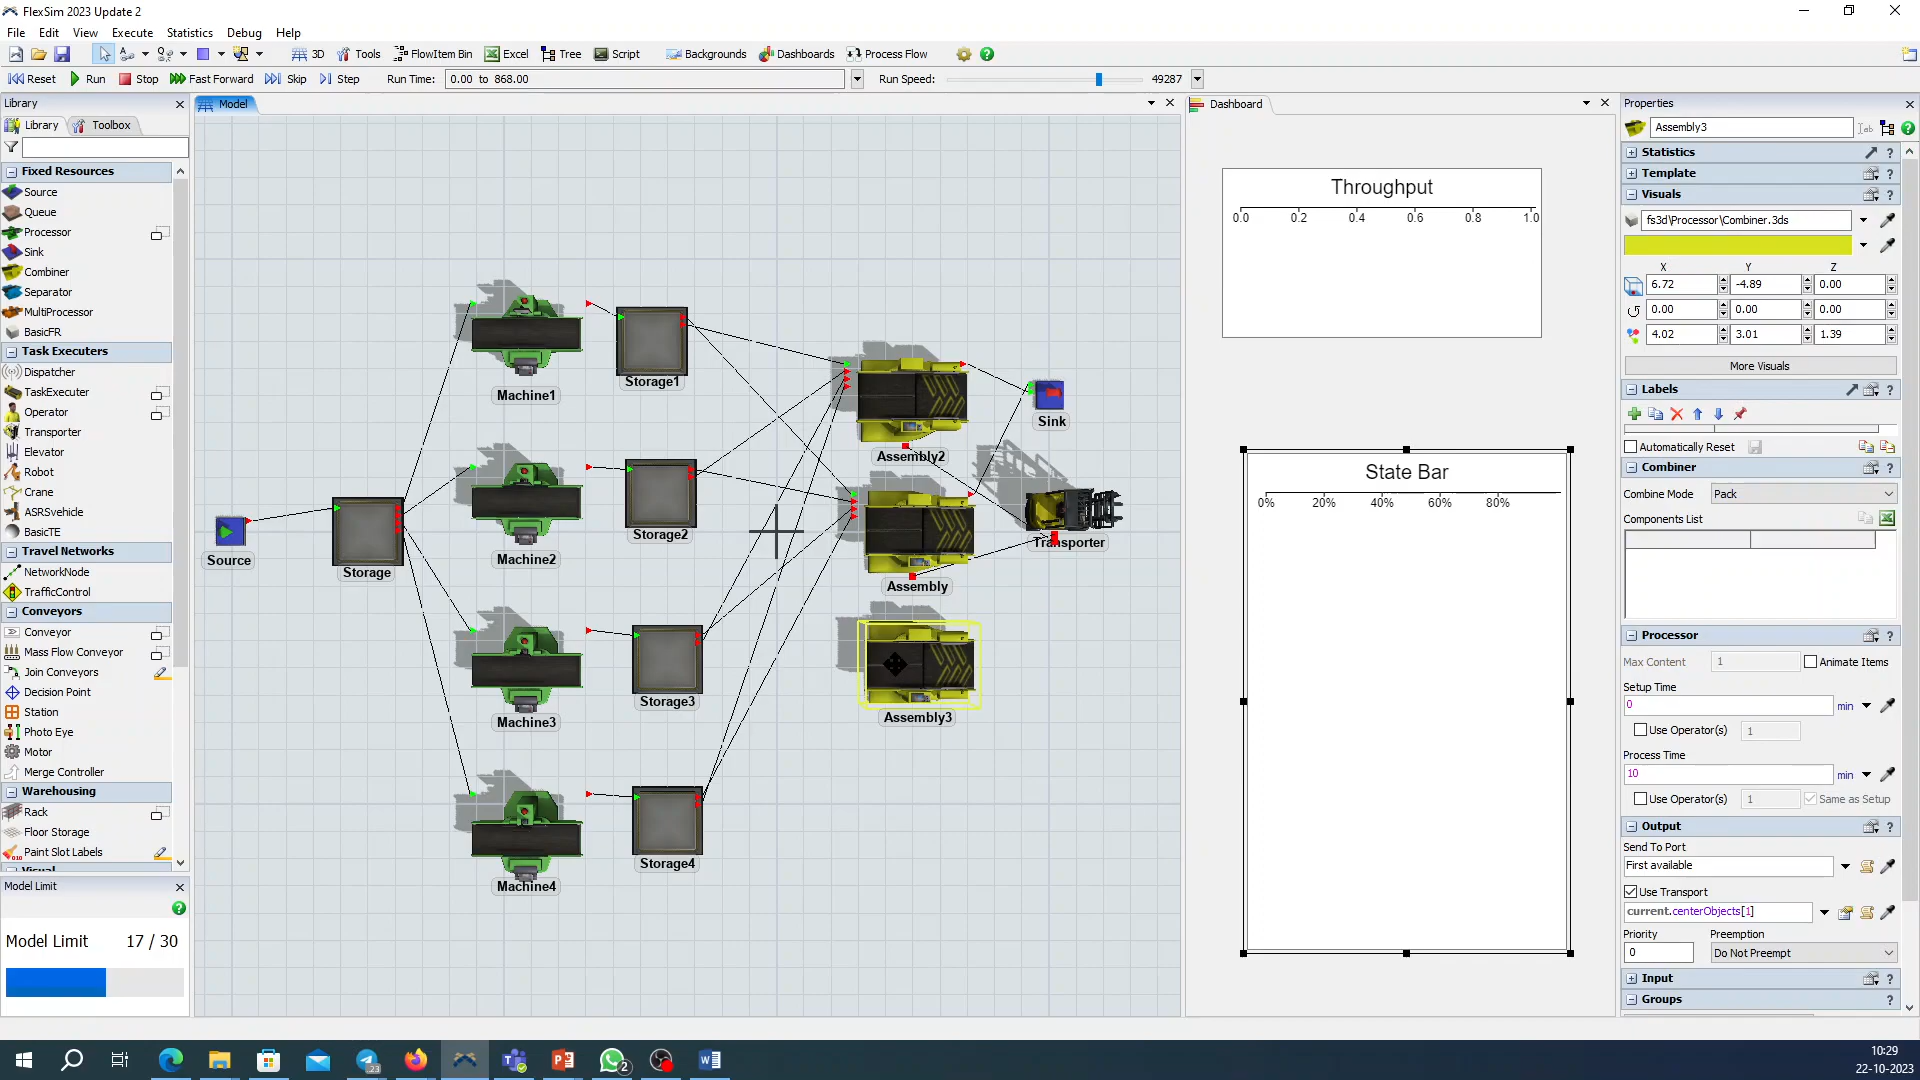 FlexSim 2023 Update 2
File Edit View Execute Statistics Debug Help
3D Tools FlowItem Bin Excel Tree Script Backgrounds Dashboards Process Flow
Reset Run Stop Fast Forward Skip Step Run Time: 0.00 to 868.00 Run Speed: 49287
Library
Library Toolbox
Fixed Resources
Source
Queue
Processor
Sink
Combiner
Separator
MultiProcessor
BasicFR
Task Executers
Dispatcher
TaskExecuter
Operator
Transporter
Elevator
Robot
Crane
ASRSvehicle
BasicTE
Travel Networks
NetworkNode
TrafficControl
Conveyors
Conveyor
Mass Flow Conveyor
Join Conveyors
Decision Point
Station
Photo Eye
Motor
Merge Controller
Warehousing
Rack
Floor Storage
Paint Slot Labels
Visual
Model Limit
Model Limit 17 / 30
Model
Machine1
Storage1
Machine2
Storage2
Source
Storage
Machine3
Storage3
Machine4
Storage4
Assembly2
Sink
Assembly
Transporter
Assembly3
Dashboard
Throughput
0.0 0.2 0.4 0.6 0.8 1.0
State Bar
0% 20% 40% 60% 80%
Properties
Assembly3
Statistics
Template
Visuals
fs3d\Processor\Combiner.3ds
X Y Z
6.72 -4.89 0.00
0.00 0.00 0.00
4.02 3.01 1.39
More Visuals
Labels
Automatically Reset
Combiner
Combine Mode Pack
Components List
Processor
Max Content 1 Animate Items
Setup Time
0 min
Use Operator(s) 1
Process Time
10 min
Use Operator(s) 1 Same as Setup
Output
Send To Port
First available
Use Transport
current.centerObjects[1]
Priority Preemption
0 Do Not Preempt
Input
Groups
23
2
10:29
22-10-2023